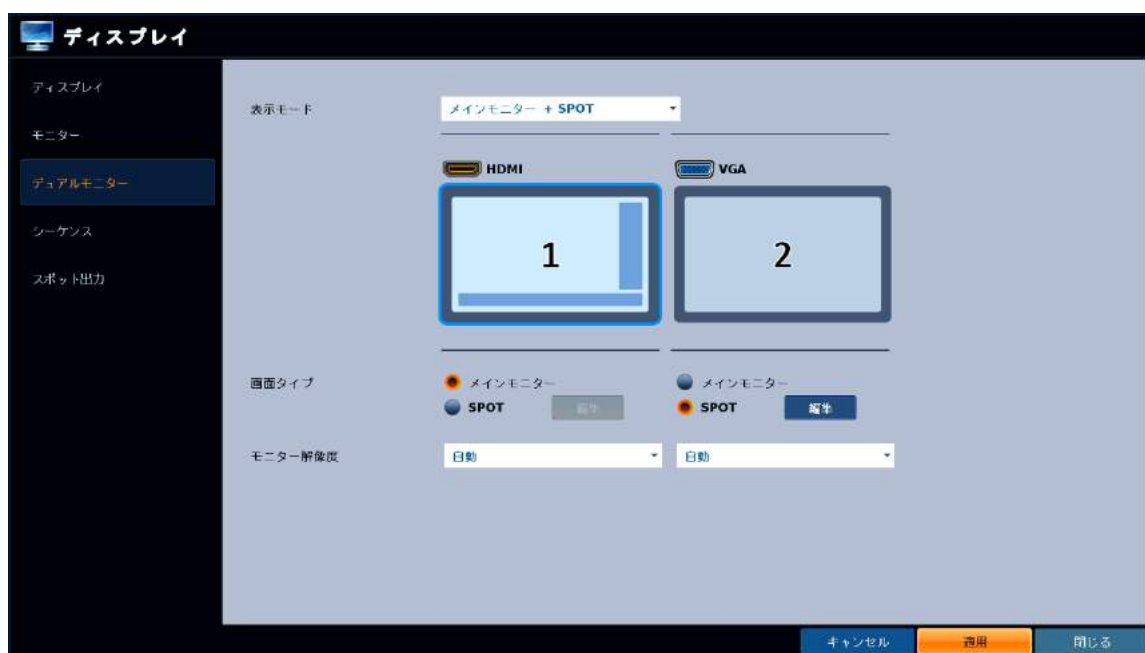 ディスプレイ
ディスプレイ
モニター
デュアルモニター
シーケンス
スポット出力
表示モード
メインモニター + SPOT
HDMI
VGA
1
2
画面タイプ
メインモニター
SPOT
編集
メインモニター
SPOT
編集
モニター解像度
自動
自動
キャンセル
適用
閉じる